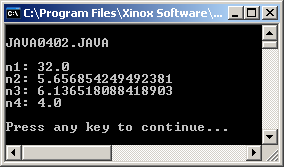 C:\Program Files\Xinox Software\...
JAVA0402.JAVA
n1: 32.0
n2: 5.656854249492381
n3: 6.136518088418903
n4: 4.0
Press any key to continue...